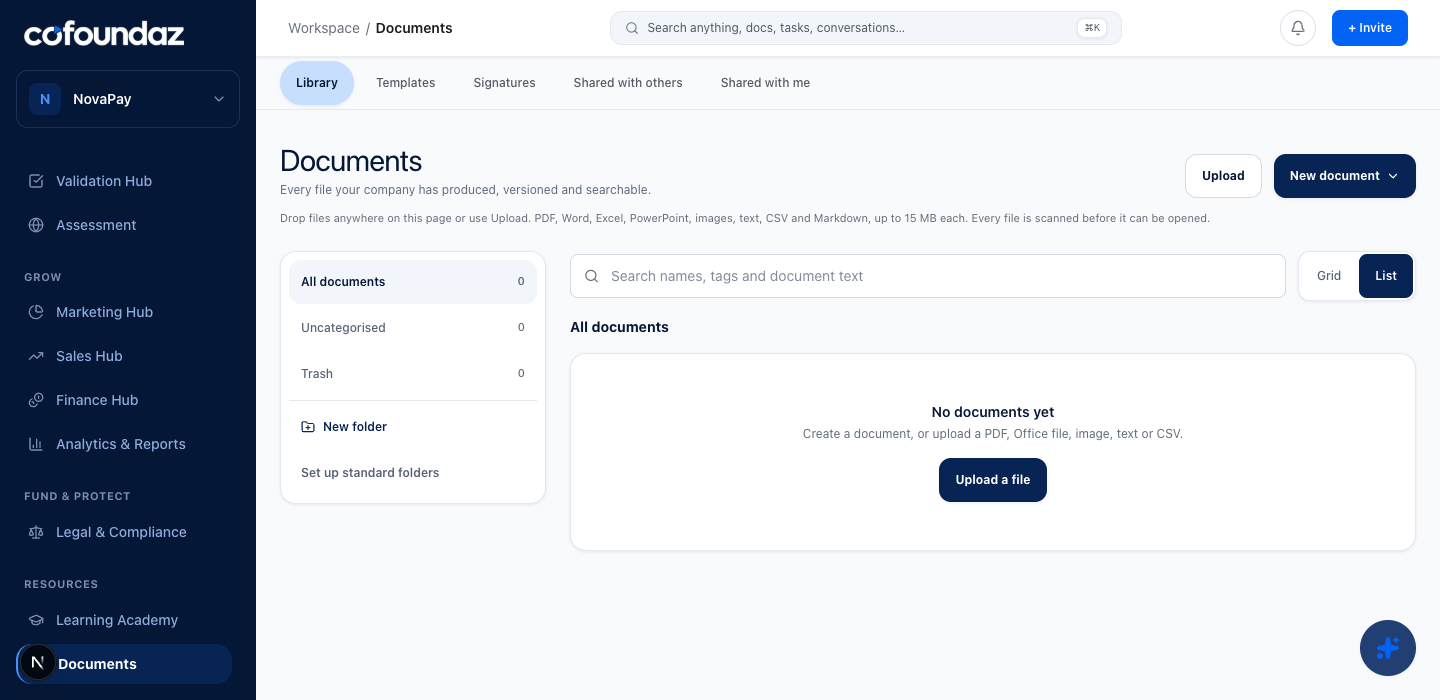 cofoundaz
N NovaPay
Validation Hub
Assessment
GROW
Marketing Hub
Sales Hub
Finance Hub
Analytics & Reports
FUND & PROTECT
Legal & Compliance
RESOURCES
Learning Academy
N Documents
Workspace / Documents
Search anything, docs, tasks, conversations... ⌘K
+ Invite
Library Templates Signatures Shared with others Shared with me
Documents
Every file your company has produced, versioned and searchable.
Upload New document
Drop files anywhere on this page or use Upload. PDF, Word, Excel, PowerPoint, images, text, CSV and Markdown, up to 15 MB each. Every file is scanned before it can be opened.
All documents 0
Uncategorised 0
Trash 0
New folder
Set up standard folders
Search names, tags and document text
Grid List
All documents
No documents yet
Create a document, or upload a PDF, Office file, image, text or CSV.
Upload a file